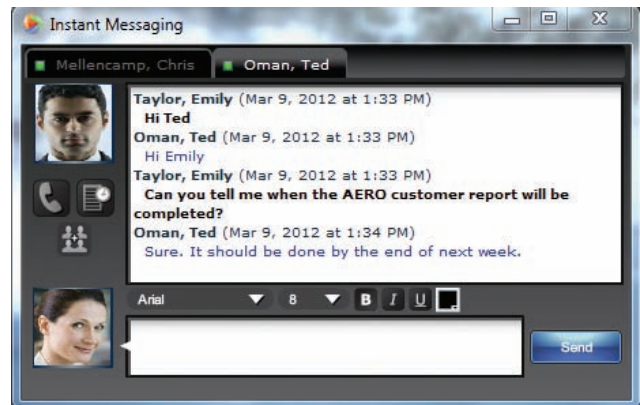 Instant Messaging
Mellencamp, Chris
Oman, Ted
Taylor, Emily (Mar 9, 2012 at 1:33 PM)
Hi Ted
Oman, Ted (Mar 9, 2012 at 1:33 PM)
Hi Emily
Taylor, Emily (Mar 9, 2012 at 1:33 PM)
Can you tell me when the AERO customer report will be
completed?
Oman, Ted (Mar 9, 2012 at 1:34 PM)
Sure. It should be done by the end of next week.
Arial 8 B I U
Send